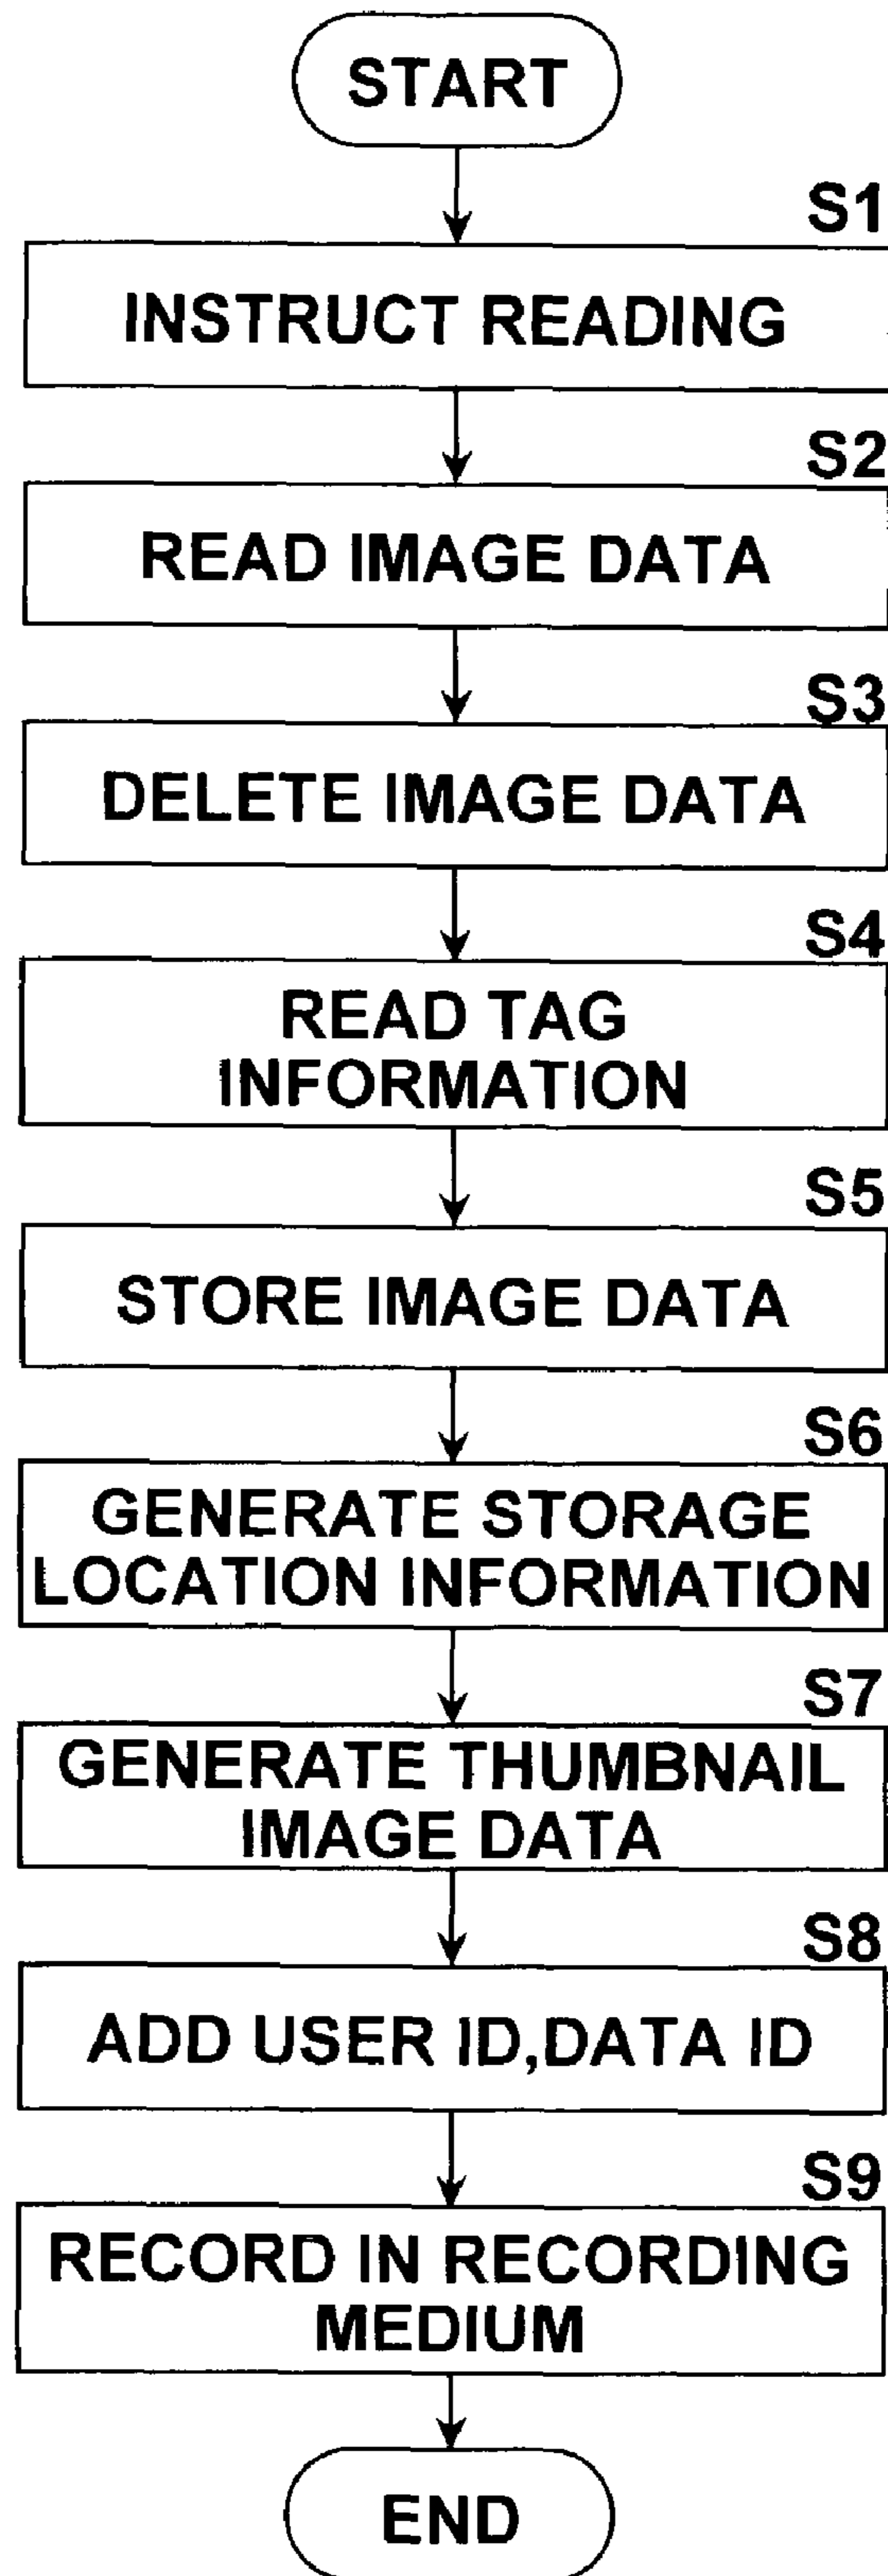 START
S1
INSTRUCT READING
S2
READ IMAGE DATA
S3
DELETE IMAGE DATA
S4
READ TAG
INFORMATION
S5
STORE IMAGE DATA
S6
GENERATE STORAGE
LOCATION INFORMATION
S7
GENERATE THUMBNAIL
IMAGE DATA
S8
ADD USER ID,DATA ID
S9
RECORD IN RECORDING
MEDIUM
END